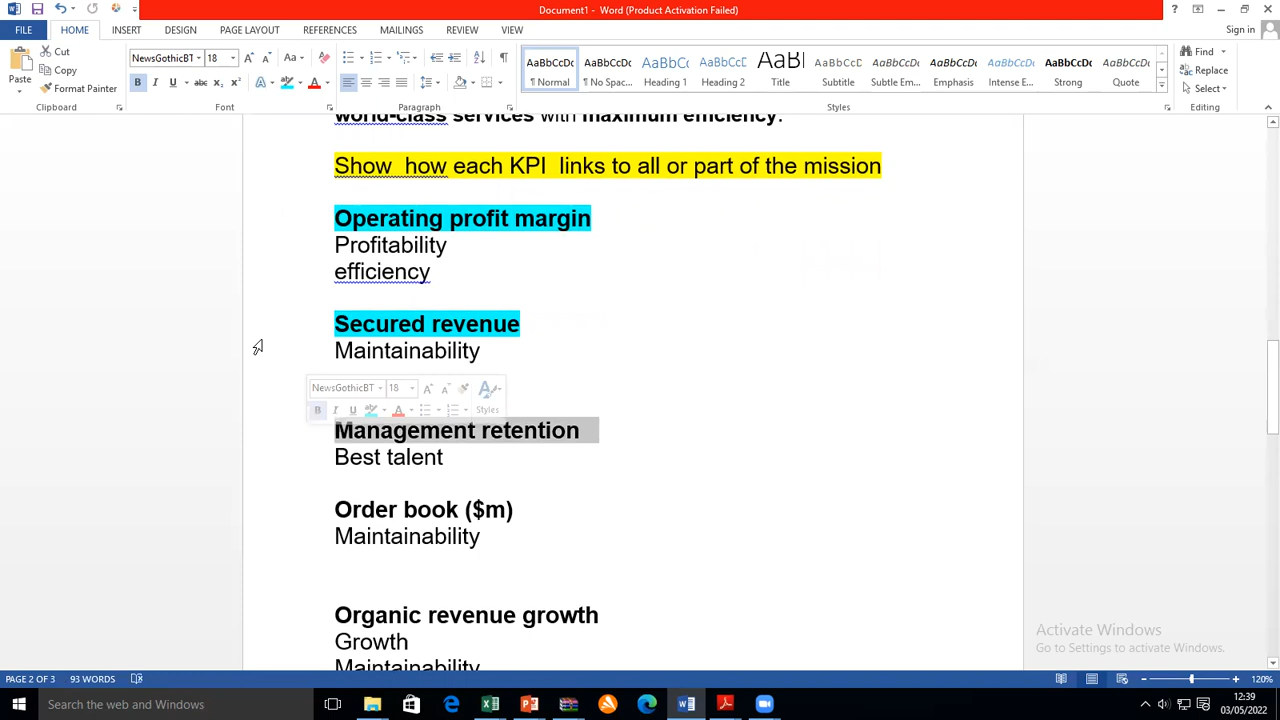 Document1 - Word (Product Activation Failed)
FILE HOME INSERT DESIGN PAGE LAYOUT REFERENCES MAILINGS REVIEW VIEW Sign in
Paste Cut Copy Format Painter
NewsGothicBT 18
AaBbCcDc AaBbCcDc AaBbCc AaBbCcD AaBl AaBbCcD AaBbCcDc AaBbCcDc AaBbCcDc AaBbCcDc AaBbCcDc
¶ Normal ¶ No Spac... Heading 1 Heading 2 Title Subtitle Subtle Em... Emphasis Intense E... Strong Quote
Find Replace Select
Clipboard Font Paragraph Styles Editing
world-class services with maximum efficiency.
Show how each KPI links to all or part of the mission
Operating profit margin
Profitability
efficiency
Secured revenue
Maintainability
NewsGothicBT 18
B I U A Styles
Management retention
Best talent
Order book ($m)
Maintainability
Organic revenue growth
Growth
Maintainability
Activate Windows
Go to Settings to activate Windows.
PAGE 2 OF 3 93 WORDS 120%
Search the web and Windows
12:39
03/05/2022